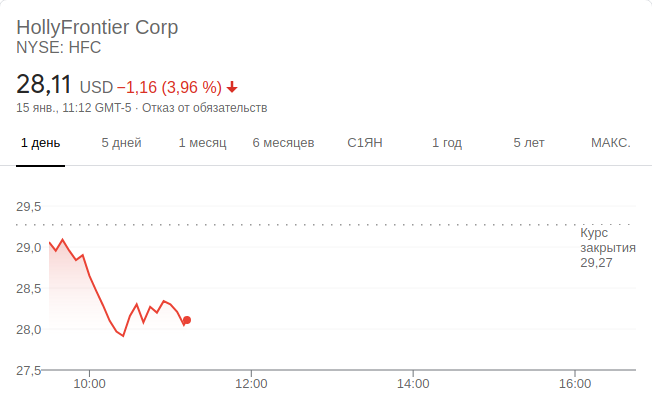 HollyFrontier Corp
NYSE: HFC
28,11 USD −1,16 (3,96 %)
15 янв., 11:12 GMT-5 · Отказ от обязательств
1 день 5 дней 1 месяц 6 месяцев С1ЯН 1 год 5 лет МАКС.
29,5
Курс
29,0 закрытия
29,27
28,5
28,0
27,5
10:00 12:00 14:00 16:00